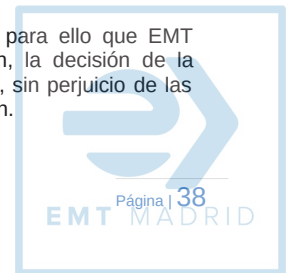 para ello que EMT
n, la decisión de la
, sin perjuicio de las
n.
Página | 38
EMT MADRID